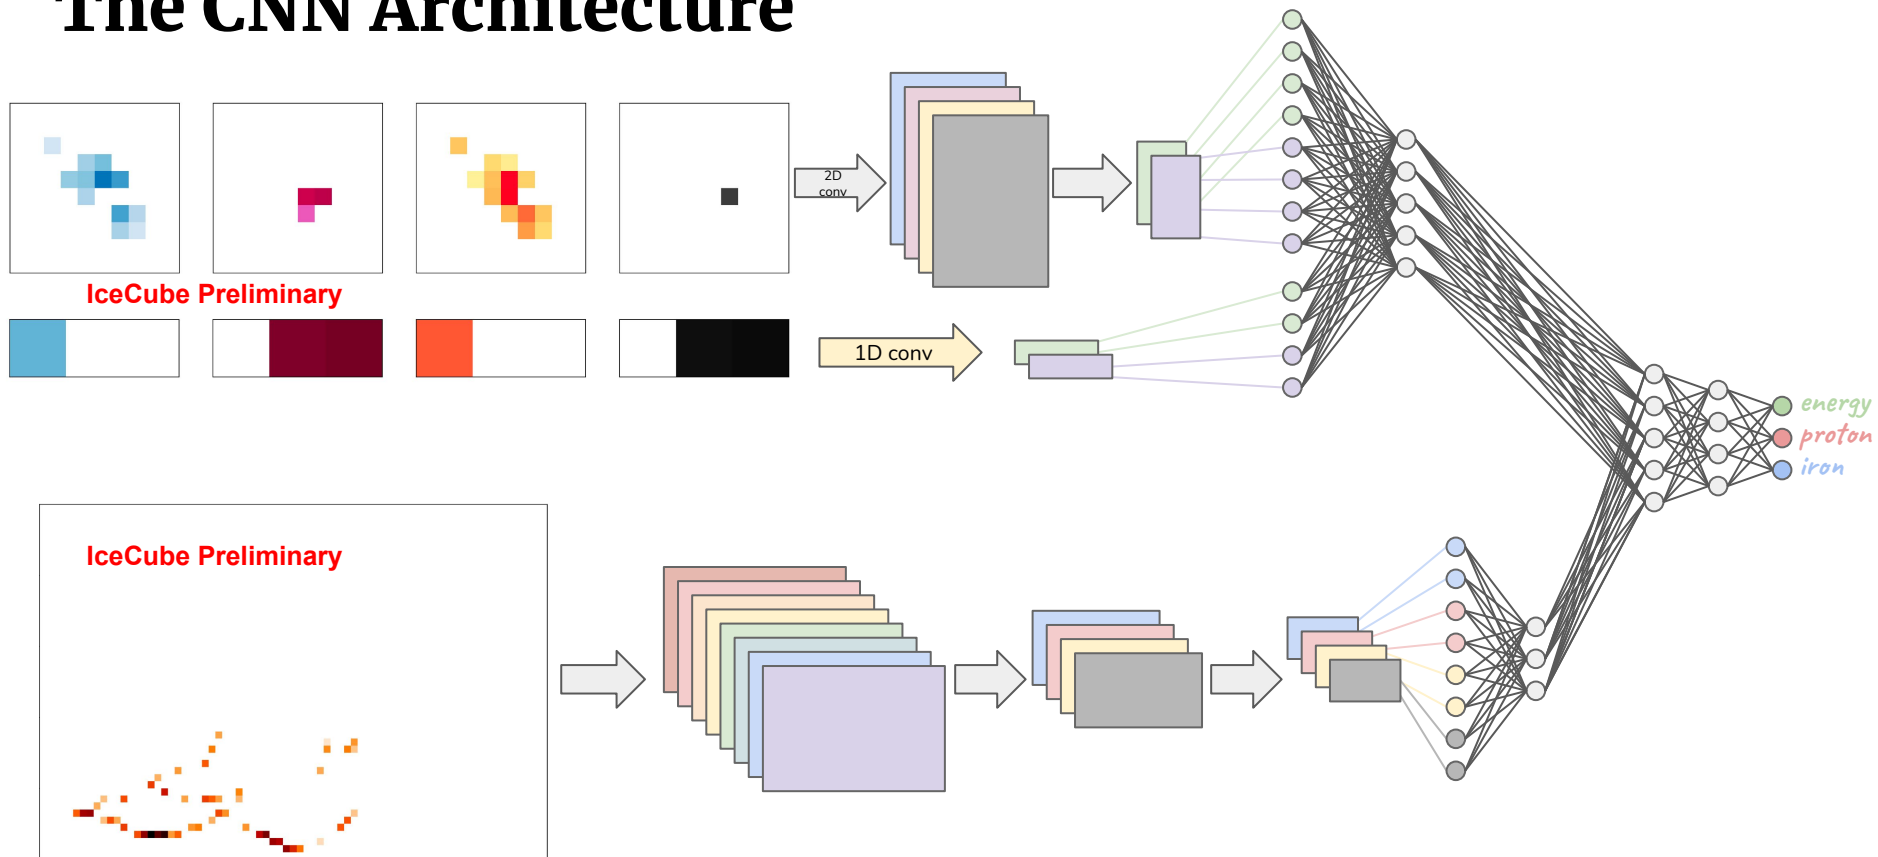 The CNN Architecture
2D
conv
IceCube Preliminary
1D conv
energy
proton
iron
IceCube Preliminary